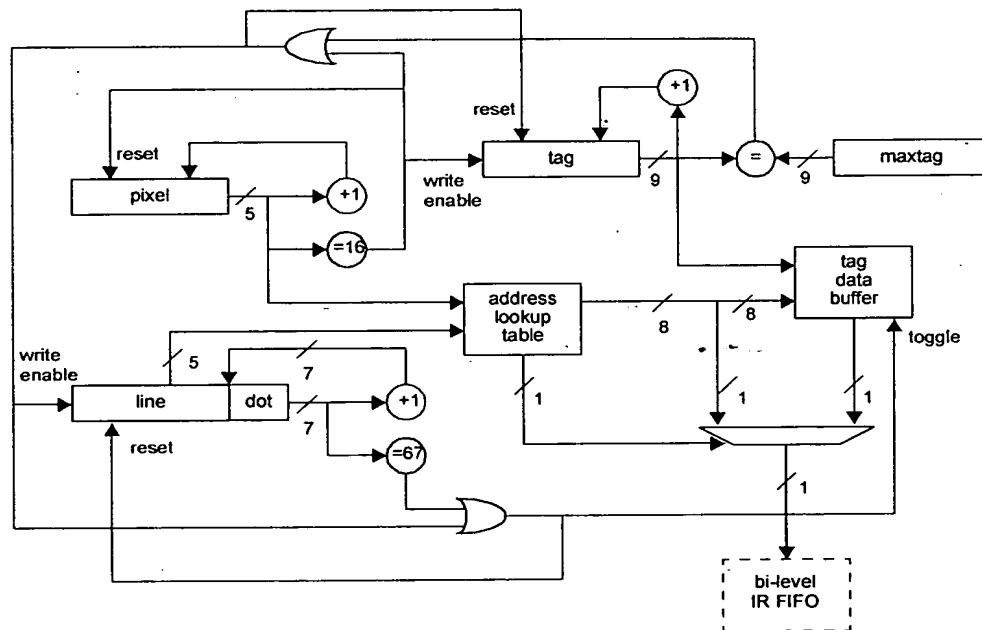 reset
+1
reset
tag
=
maxtag
write
enable
9
9
pixel
+1
5
=16
tag
data
buffer
address
lookup
table
8
8
toggle
write
enable
5
7
line
dot
+1
1
1
1
7
reset
=67
1
bi-level
IR FIFO